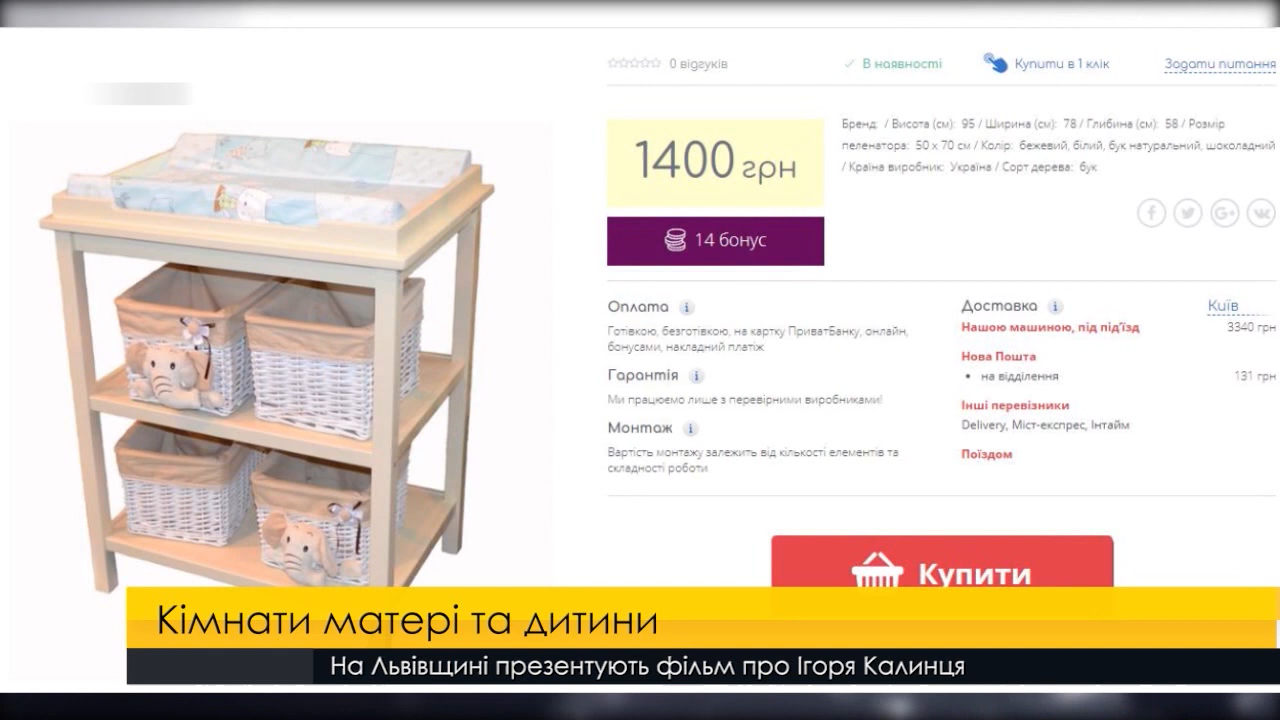 0 відгуків
В наявності
Купити в 1 клік
Задати питання
1400 грн
14 бонус
Бренд: / Висота (см): 95 / Ширина (см): 78 / Глибина (см): 58 / Розмір
пеленатора: 50 х 70 см / Колір: бежевий, білий, бук натуральний, шоколадний
/ Країна виробник: Україна / Сорт дерева: бук
Оплата
Готівкою, безготівкою, на картку ПриватБанку, онлайн,
бонусами, накладний платіж
Гарантія
Ми працюємо лише з перевірними виробниками!
Монтаж
Вартість монтажу залежить від кількості елементів та
складності роботи
Доставка
Київ
Нашою машиною, під під'їзд 3340 грн
Нова Пошта
• на відділення 131 грн
Інші перевізники
Delivery, Міст-експрес, Інтайм
Поїздом
Купити
Кімнати матері та дитини
На Львівщині презентують фільм про Ігоря Калинця